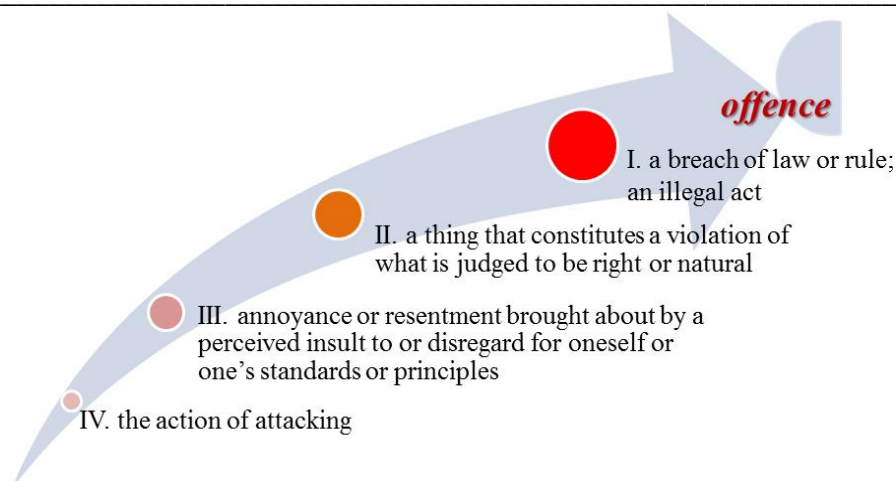 offence
I. a breach of law or rule;
an illegal act
II. a thing that constitutes a violation of
what is judged to be right or natural
III. annoyance or resentment brought about by a
perceived insult to or disregard for oneself or
one’s standards or principles
IV. the action of attacking